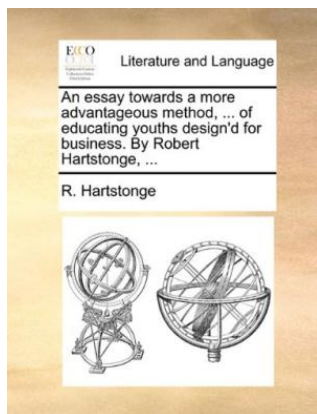 ECCO
Literature and Language
An essay towards a more
advantageous method, ... of
educating youths design'd for
business. By Robert
Hartstonge, ...
R. Hartstonge